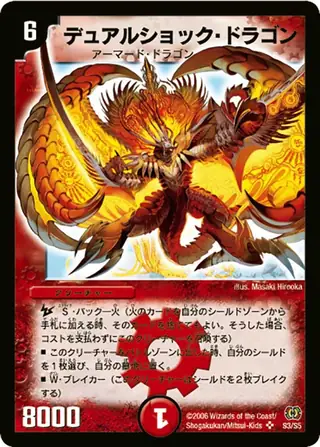 6
デュアルショック・ドラゴン
アーマード・ドラゴン
illus. Masaki Hirooka
クリーチャー
S・バック―火 (火のカードを自分のシールドゾーンから
手札に加える時、そのカードを捨ててもよい。そうした場合、
コストを支払わずにこのクリーチャーを召喚する)
■ このクリーチャーがバトルゾーンに出た時、自分のシールド
を1枚選び、自分の墓地に置く。
■ W・ブレイカー (このクリーチャーはシールドを2枚ブレイク
する)
8000
1
©2006 Wizards of the Coast/
Shogakukan/Mitsui-Kids
S3/S5